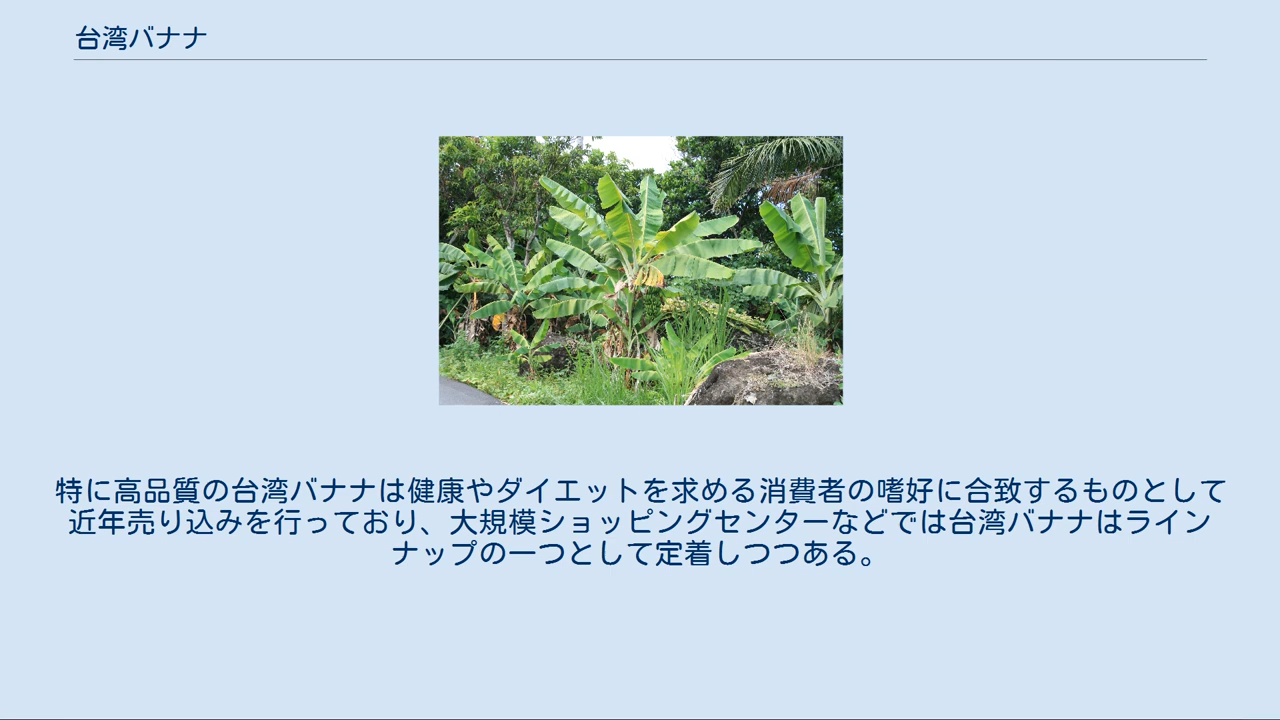 台湾バナナ
特に高品質の台湾バナナは健康やダイエットを求める消費者の嗜好に合致するものとして
近年売り込みを行っており、大規模ショッピングセンターなどでは台湾バナナはライン
ナップの一つとして定着しつつある。